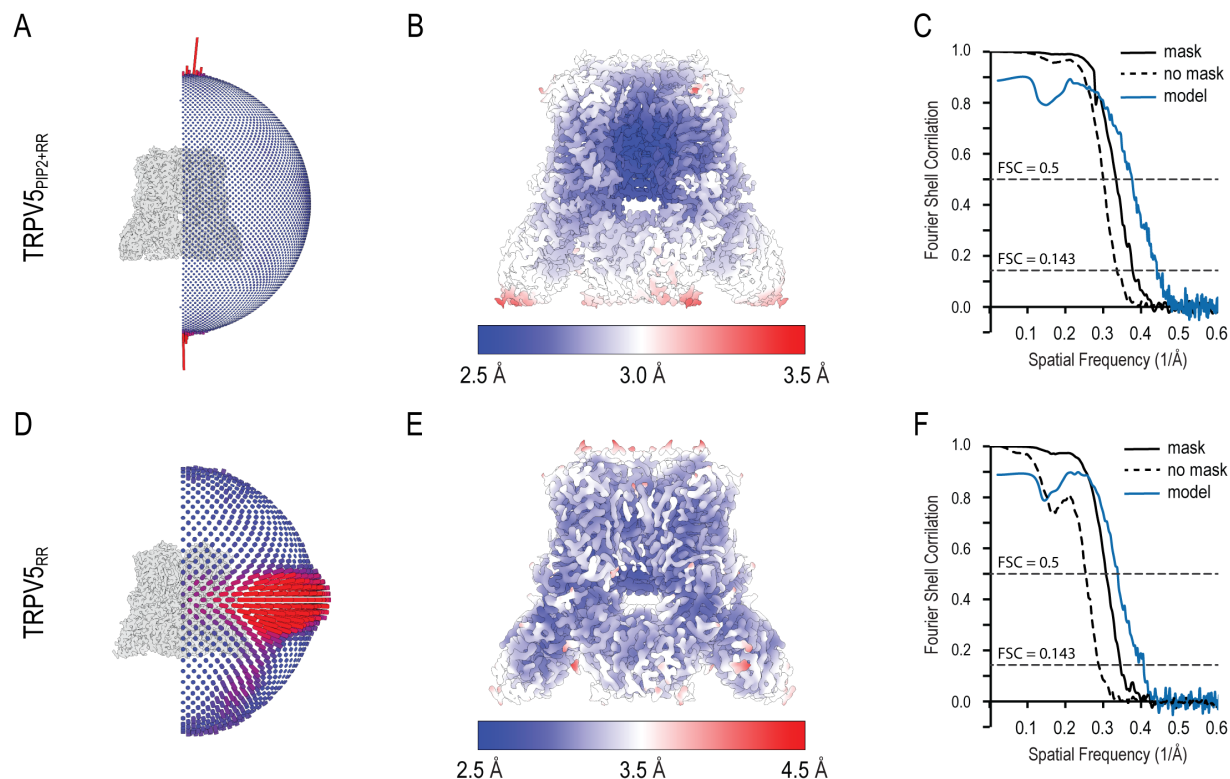 A
TRPV5PIP2+RR
B
2.5 Å 3.0 Å 3.5 Å
C
1.0
0.8
0.6
0.4
0.2
0.0
Fourier Shell Corrilation
mask
no mask
model
FSC = 0.5
FSC = 0.143
0.1 0.2 0.3 0.4 0.5 0.6
Spatial Frequency (1/Å)
D
TRPV5RR
E
2.5 Å 3.5 Å 4.5 Å
F
1.0
0.8
0.6
0.4
0.2
0.0
Fourier Shell Corrilation
mask
no mask
model
FSC = 0.5
FSC = 0.143
0.1 0.2 0.3 0.4 0.5 0.6
Spatial Frequency (1/Å)